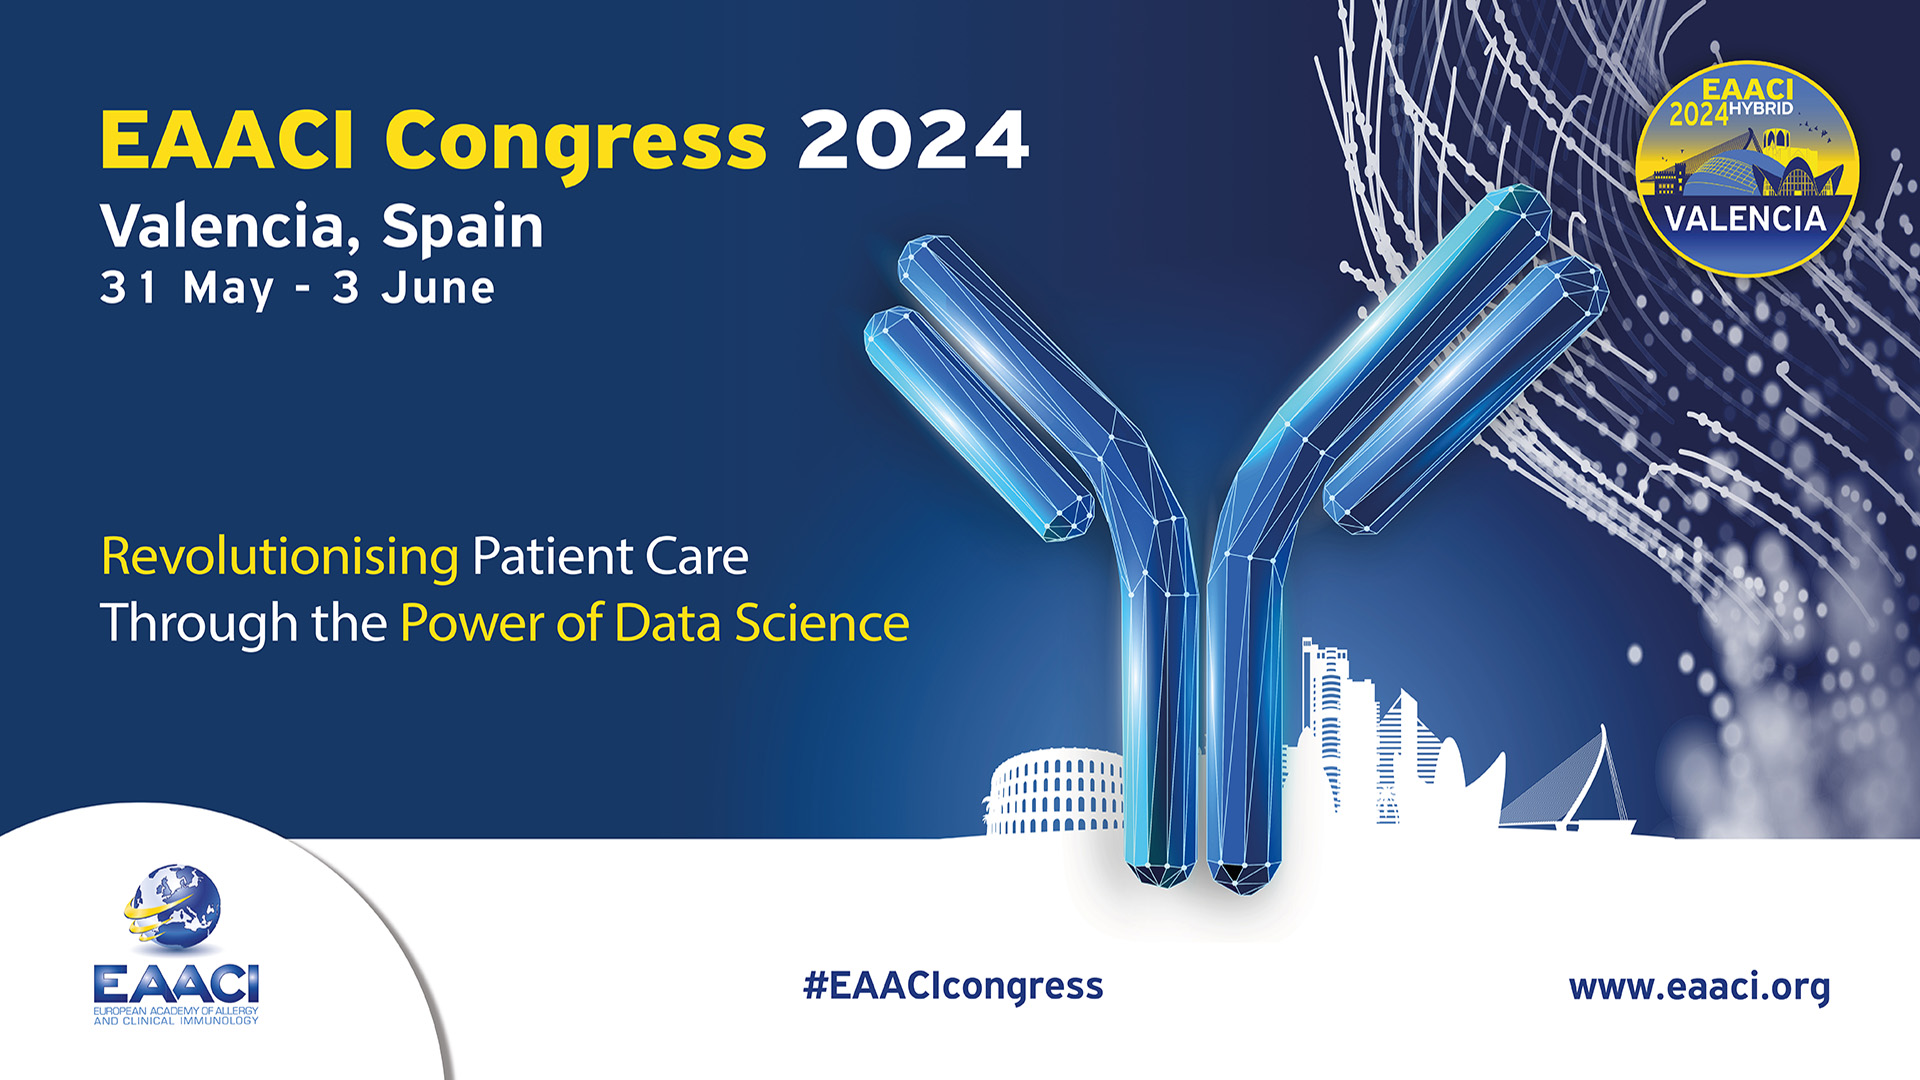 EAACI Congress 2024
Valencia, Spain
31 May - 3 June
EAACI
2024 HYBRID
VALENCIA
Revolutionising Patient Care
Through the Power of Data Science
EAACI
EUROPEAN ACADEMY OF ALLERGY
AND CLINICAL IMMUNOLOGY
#EAACIcongress
www.eaaci.org